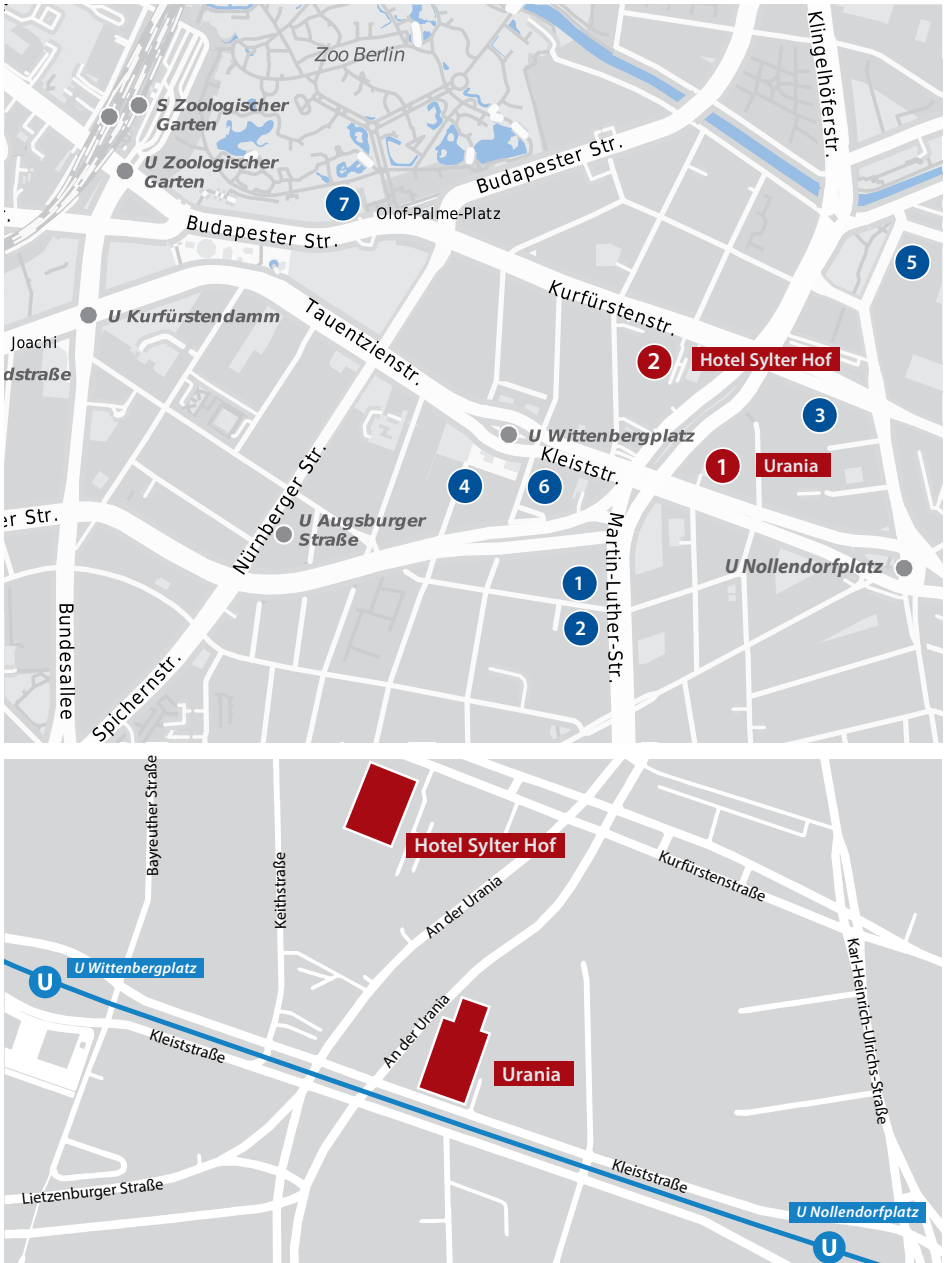 Klingelhöferstr.
Zoo Berlin
S Zoologischer
Garten
U Zoologischer
Garten
Budapester Str.
7
Olof-Palme-Platz
r.
Budapester Str.
5
Kurfürstenstr.
U Kurfürstendamm
Tauentzienstr.
Joachi
dstraße
2
Hotel Sylter Hof
3
U Wittenbergplatz
Kleiststr.
1
Urania
4
6
er Str.
Nürnberger Str.
U Augsburger
Straße
Martin-Luther-Str.
U Nollendorfplatz
1
2
Bundesallee
Spichernstr.
Bayreuther Straße
Hotel Sylter Hof
Keithstraße
Kurfürstenstraße
An der Urania
Karl-Heinrich-Ulrichs-Straße
U Wittenbergplatz
U
An der Urania
Kleiststraße
Urania
Kleiststraße
Lietzenburger Straße
U Nollendorfplatz
U